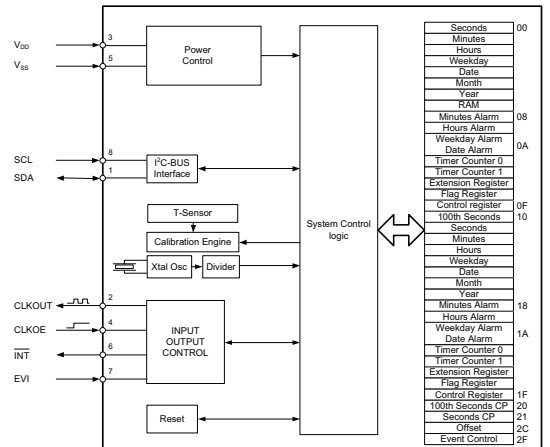 VDD
3
VSS
5
Power
Control
SCL
8
SDA
1
I²C-BUS
Interface
T-Sensor
Calibration Engine
Xtal Osc
Divider
CLKOUT
2
CLKOE
4
INT
6
EVI
7
INPUT
OUTPUT
CONTROL
Reset
System Control
logic
Seconds 00
Minutes
Hours
Weekday
Date
Month
Year
RAM
Minutes Alarm 08
Hours Alarm
Weekday Alarm
Date Alarm
0A
Timer Counter 0
Timer Counter 1
Extension Register
Flag Register
Control register 0F
100th Seconds 10
Seconds
Minutes
Hours
Weekday
Date
Month
Year
Minutes Alarm 18
Hours Alarm
Weekday Alarm
Date Alarm
1A
Timer Counter 0
Timer Counter 1
Extension Register
Flag Register
Control Register 1F
100th Seconds CP 20
Seconds CP 21
Offset 2C
Event Control 2F